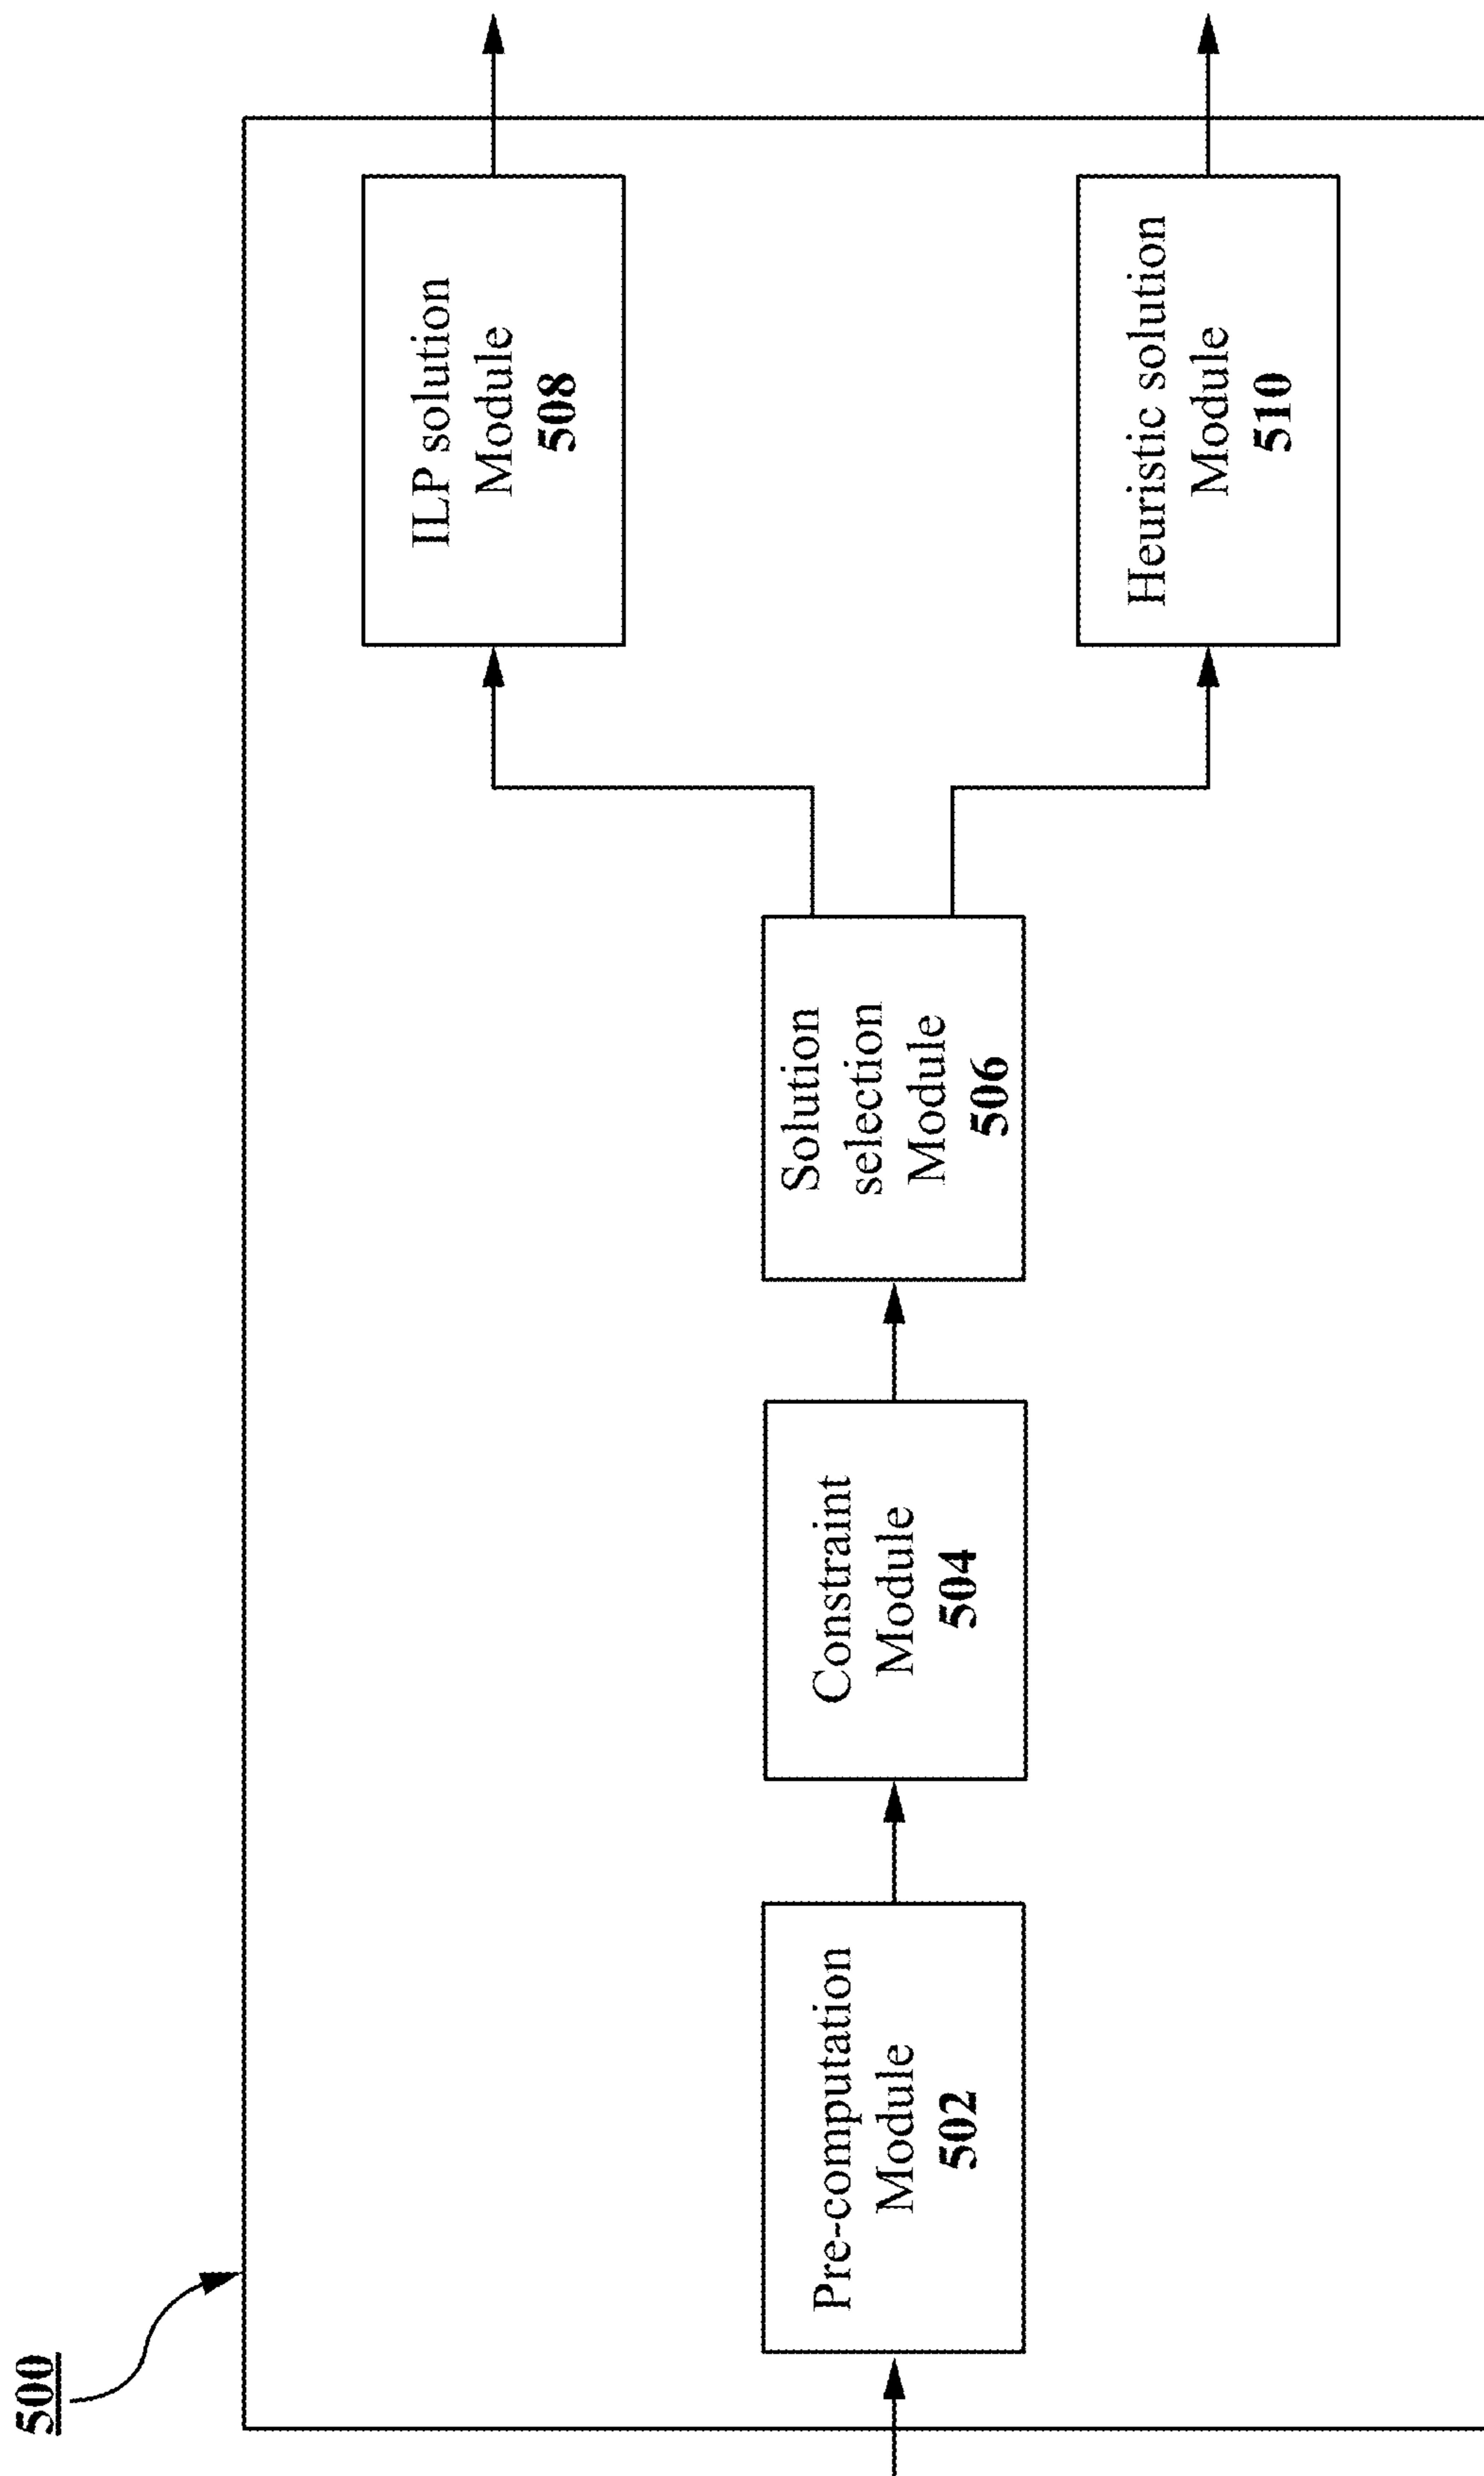 500
Pre-computation
Module
502
Constraint
Module
504
Solution
selection
Module
506
ILP solution
Module
508
Heuristic solution
Module
510